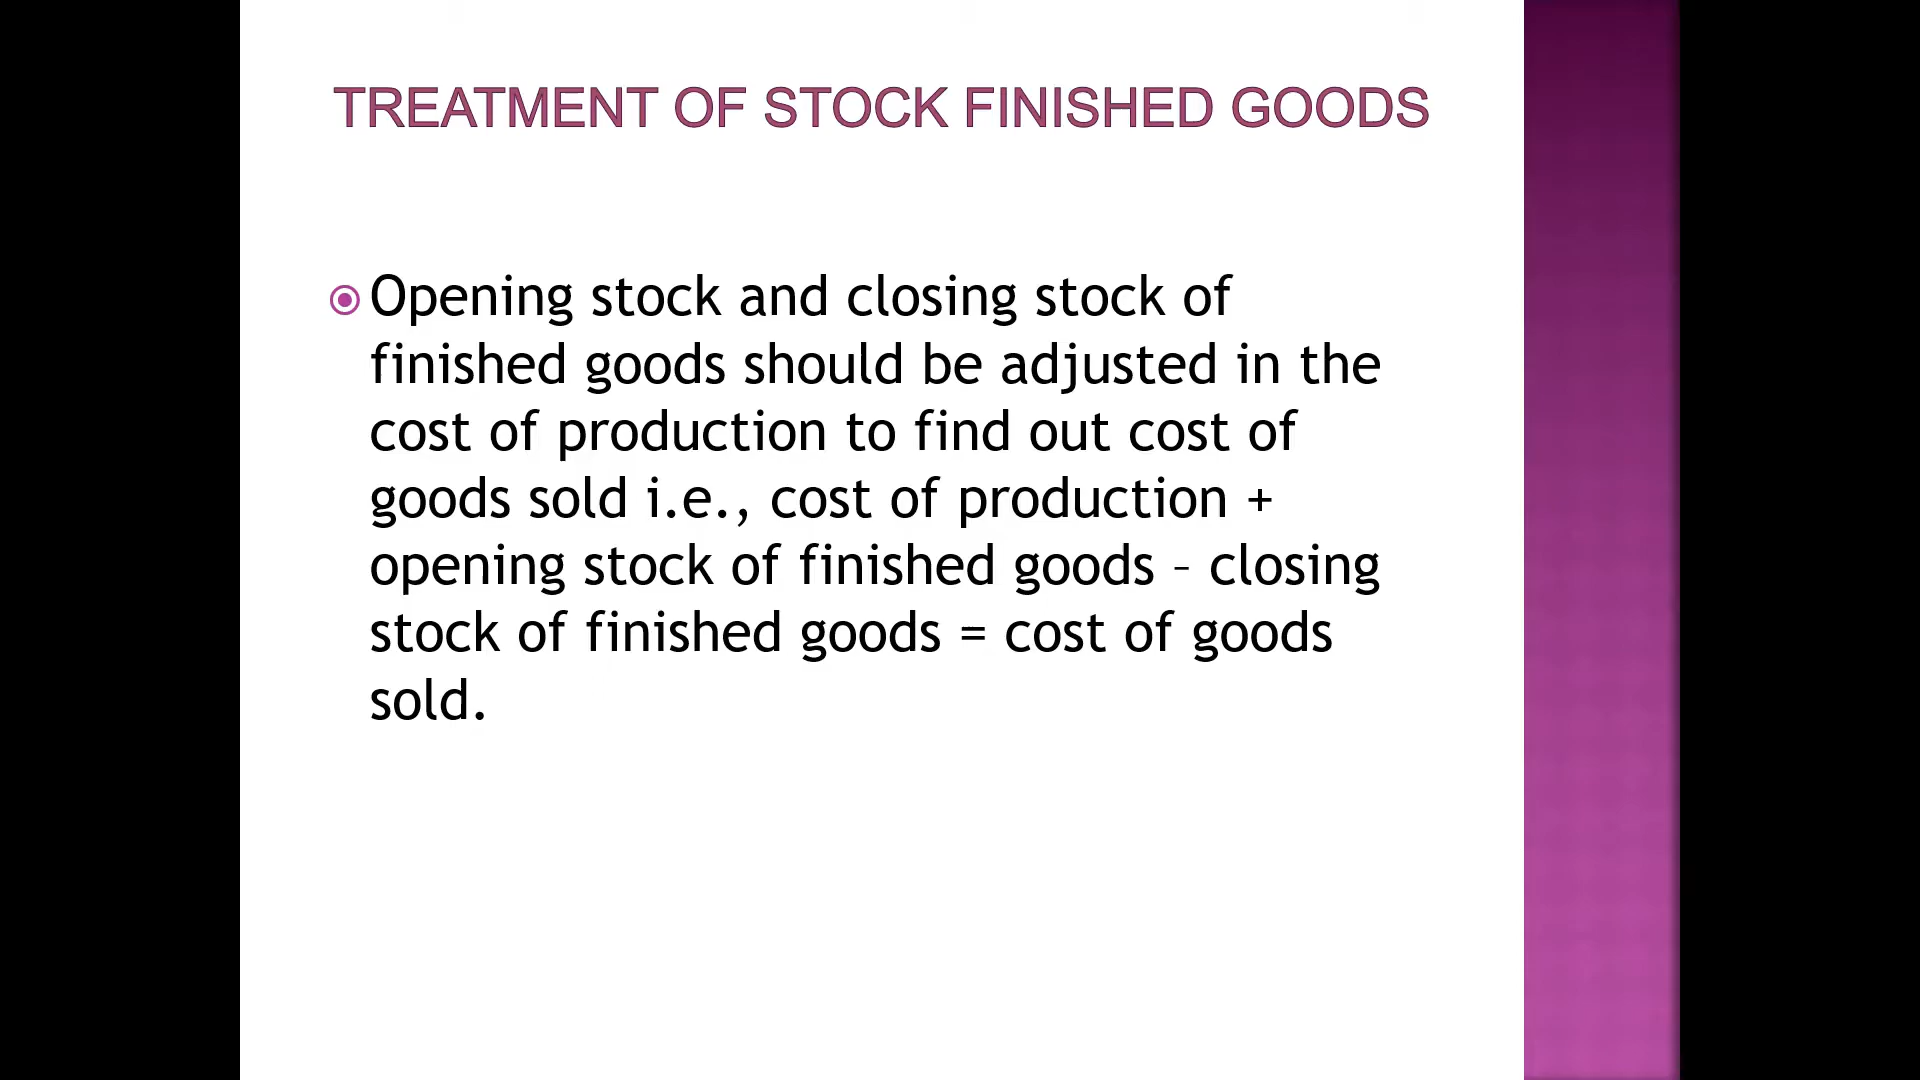 TREATMENT OF STOCK FINISHED GOODS
Opening stock and closing stock of
finished goods should be adjusted in the
cost of production to find out cost of
goods sold i.e., cost of production +
opening stock of finished goods – closing
stock of finished goods = cost of goods
sold.